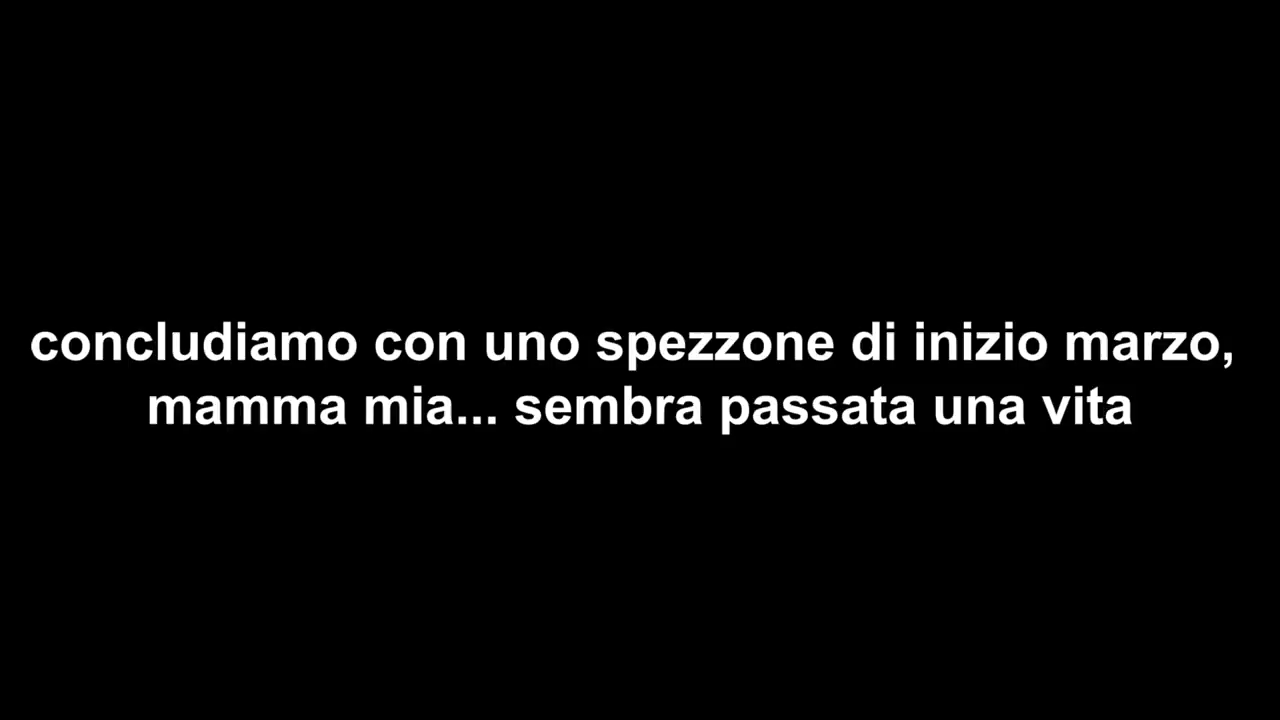 concludiamo con uno spezzone di inizio marzo,
mamma mia... sembra passata una vita